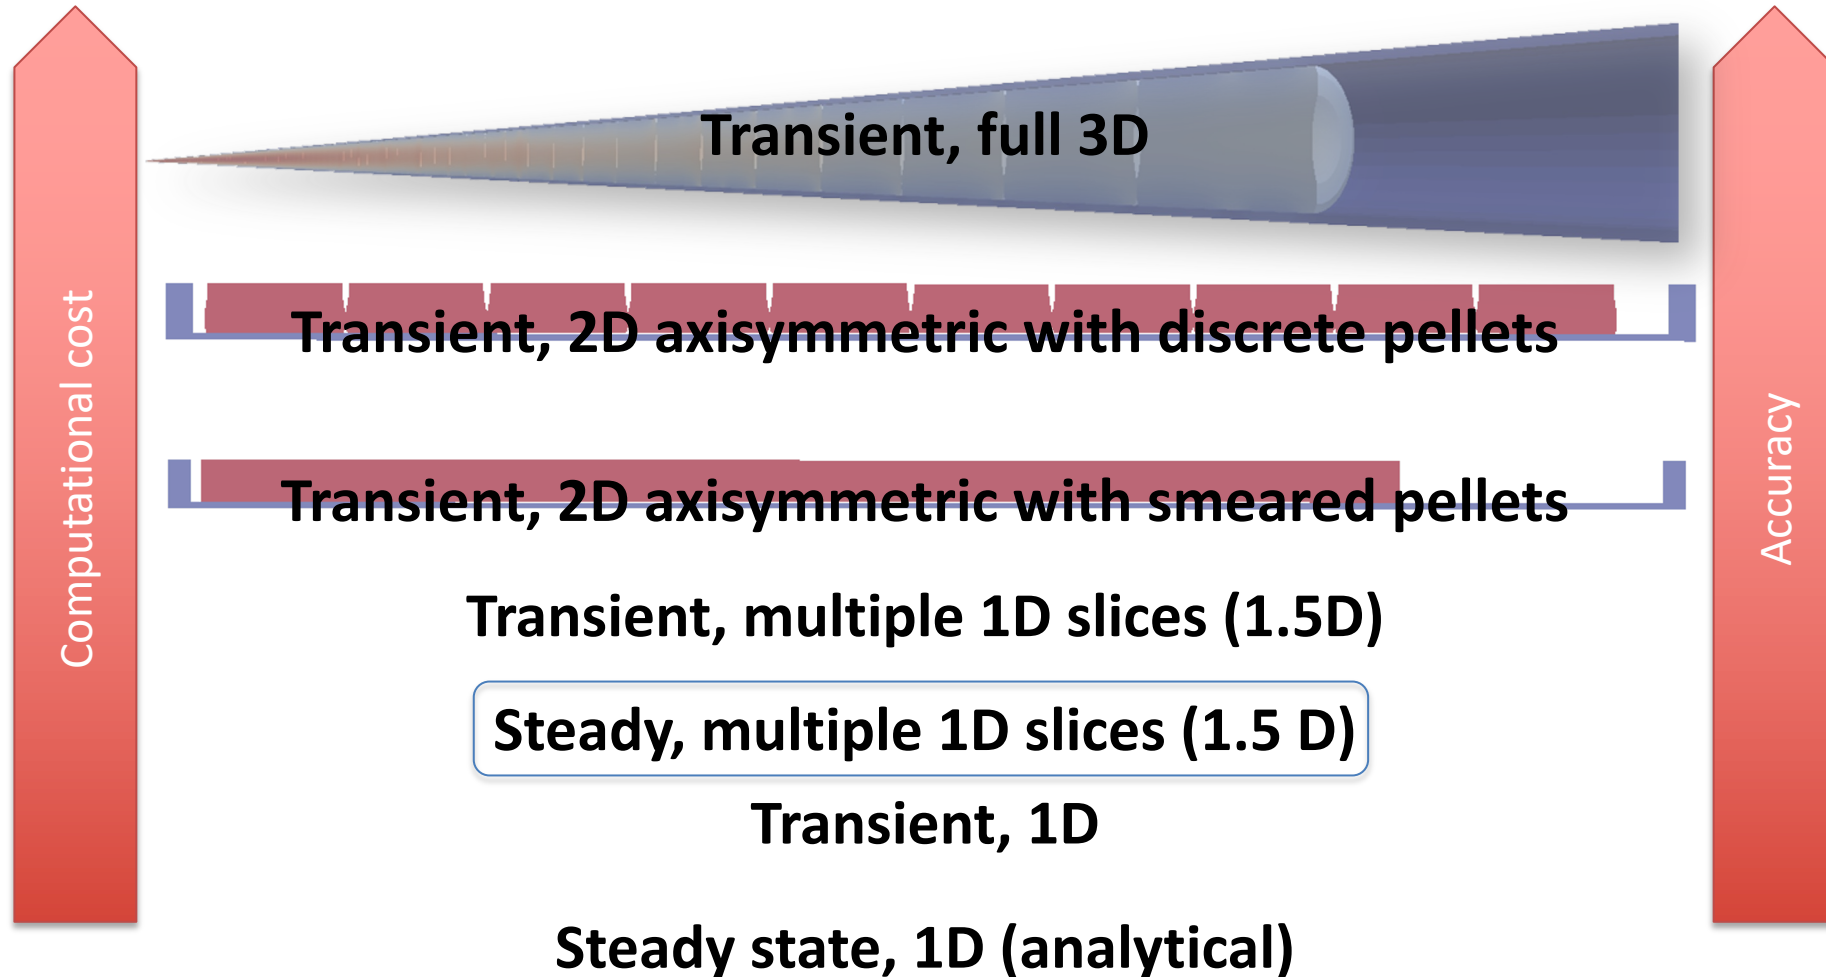 Transient, full 3D
Computational cost
Accuracy
Transient, 2D axisymmetric with discrete pellets
Transient, 2D axisymmetric with smeared pellets
Transient, multiple 1D slices (1.5D)
Steady, multiple 1D slices (1.5 D)
Transient, 1D
Steady state, 1D (analytical)